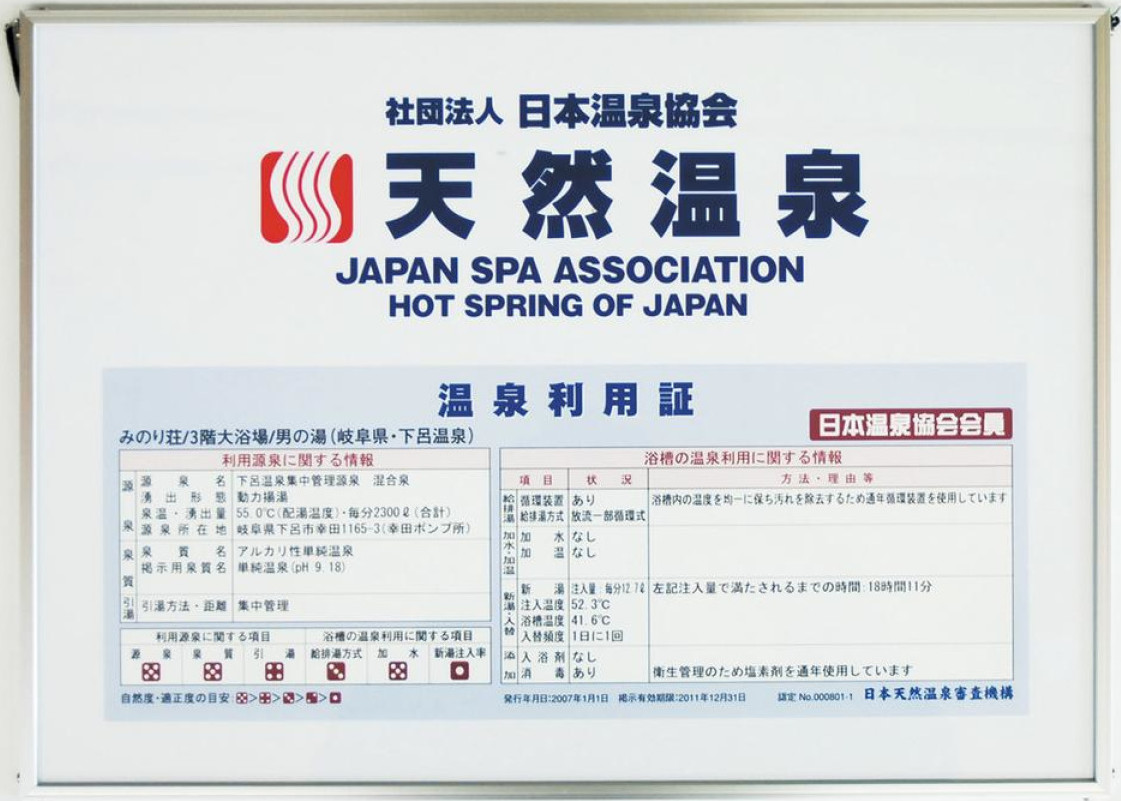 社団法人 日本温泉協会
天然温泉
JAPAN SPA ASSOCIATION
HOT SPRING OF JAPAN
温泉利用証
日本温泉協会会員
みのり荘/3階大浴場/男の湯(岐阜県・下呂温泉)
利用源泉に関する情報
源泉
源泉名 下呂温泉集中管理源泉 混合泉
湧出形態 動力揚湯
泉温・湧出量 55.0℃(配湯温度)・毎分2300ℓ(合計)
源泉所在地 岐阜県下呂市幸田1165-3(幸田ポンプ所)
泉質
泉質名 アルカリ性単純温泉
掲示用泉質名 単純温泉(pH 9.18)
引湯
引湯方法・距離 集中管理
利用源泉に関する項目 浴槽の温泉利用に関する項目
源泉 泉質 引湯 給排湯方式 加水 新湯注入率
自然度・適正度の目安: > > > >
浴槽の温泉利用に関する情報
項目 状況 方法・理由等
給排湯
循環装置 あり 浴槽内の温度を均一に保ち汚れを除去するため通年循環装置を使用しています
給排湯方式 放流一部循環式
加水・加温
加水 なし
加温 なし
新湯・入替
新湯 注入量:毎分12.7ℓ 左記注入量で満たされるまでの時間:18時間11分
注入温度 52.3℃
浴槽温度 41.6℃
入替頻度 1日に1回
添加
入浴剤 なし
消毒 あり 衛生管理のため塩素剤を通年使用しています
発行年月日:2007年1月1日 掲示有効期限:2011年12月31日 認定 No.000801-1 日本天然温泉審査機構